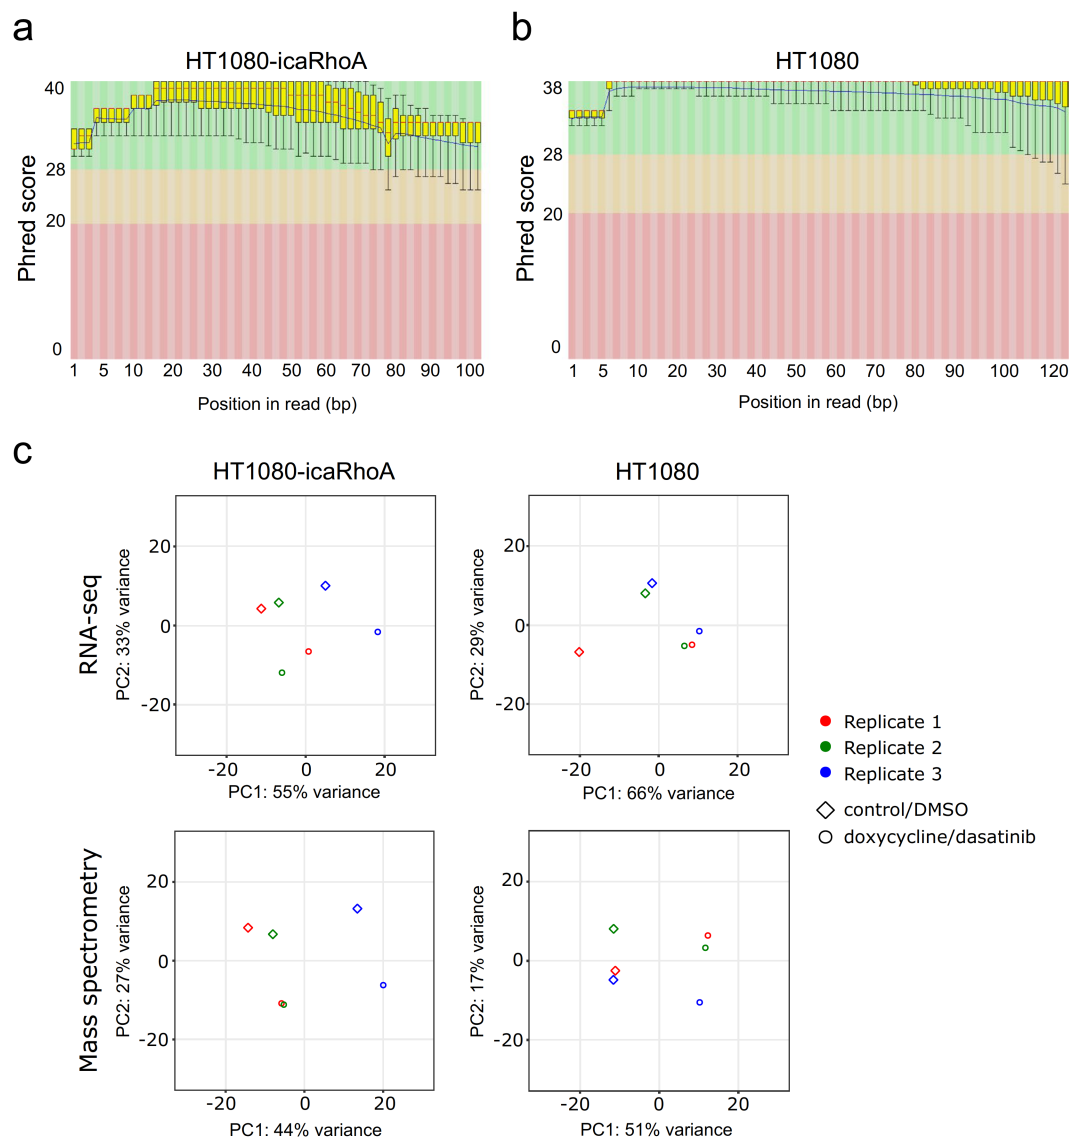 a
HT1080-icaRhoA
40
28
20
0
Phred score
1 5 10 20 30 40 50 60 70 80 90 100
Position in read (bp)
b
HT1080
38
28
20
0
Phred score
1 5 10 20 30 40 50 60 70 80 100 120
Position in read (bp)
c
HT1080-icaRhoA
HT1080
RNA-seq
PC2: 33% variance
20
0
-20
-20 0 20
PC1: 55% variance
PC2: 29% variance
20
0
-20
-20 0 20
PC1: 66% variance
Mass spectrometry
PC2: 27% variance
20
0
-20
-20 0 20
PC1: 44% variance
PC2: 17% variance
20
0
-20
-20 0 20
PC1: 51% variance
Replicate 1
Replicate 2
Replicate 3
control/DMSO
doxycycline/dasatinib